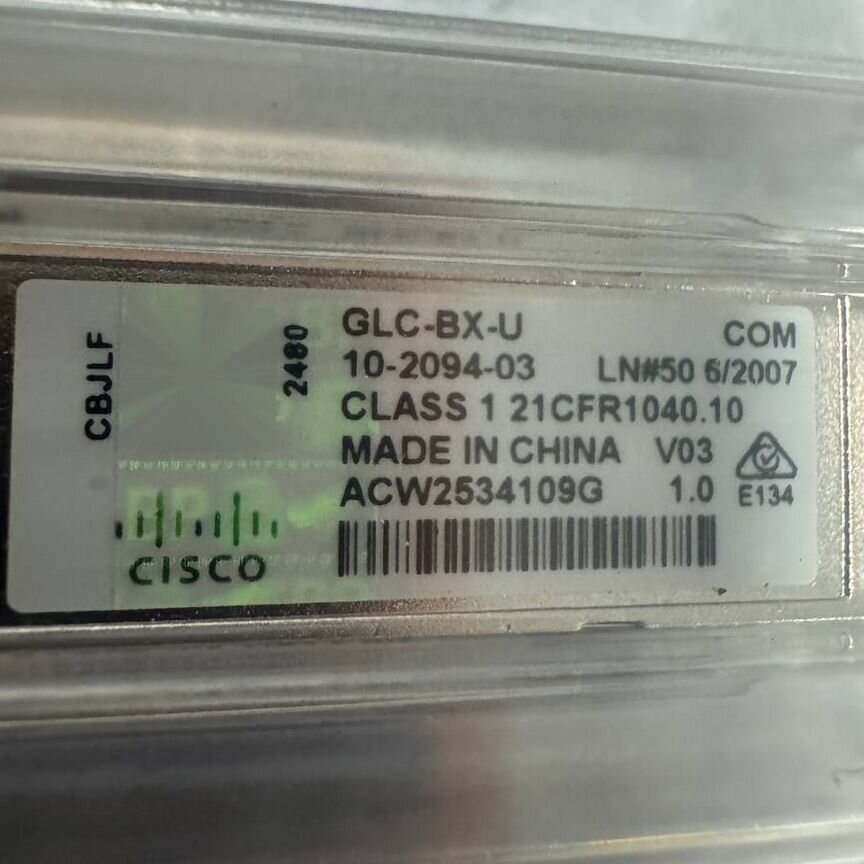 CBJLF
2480
GLC-BX-U
COM
10-2094-03 LN#50 6/2007
CLASS 1 21CFR1040.10
MADE IN CHINA V03
ACW2534109G 1.0
E134
CISCO